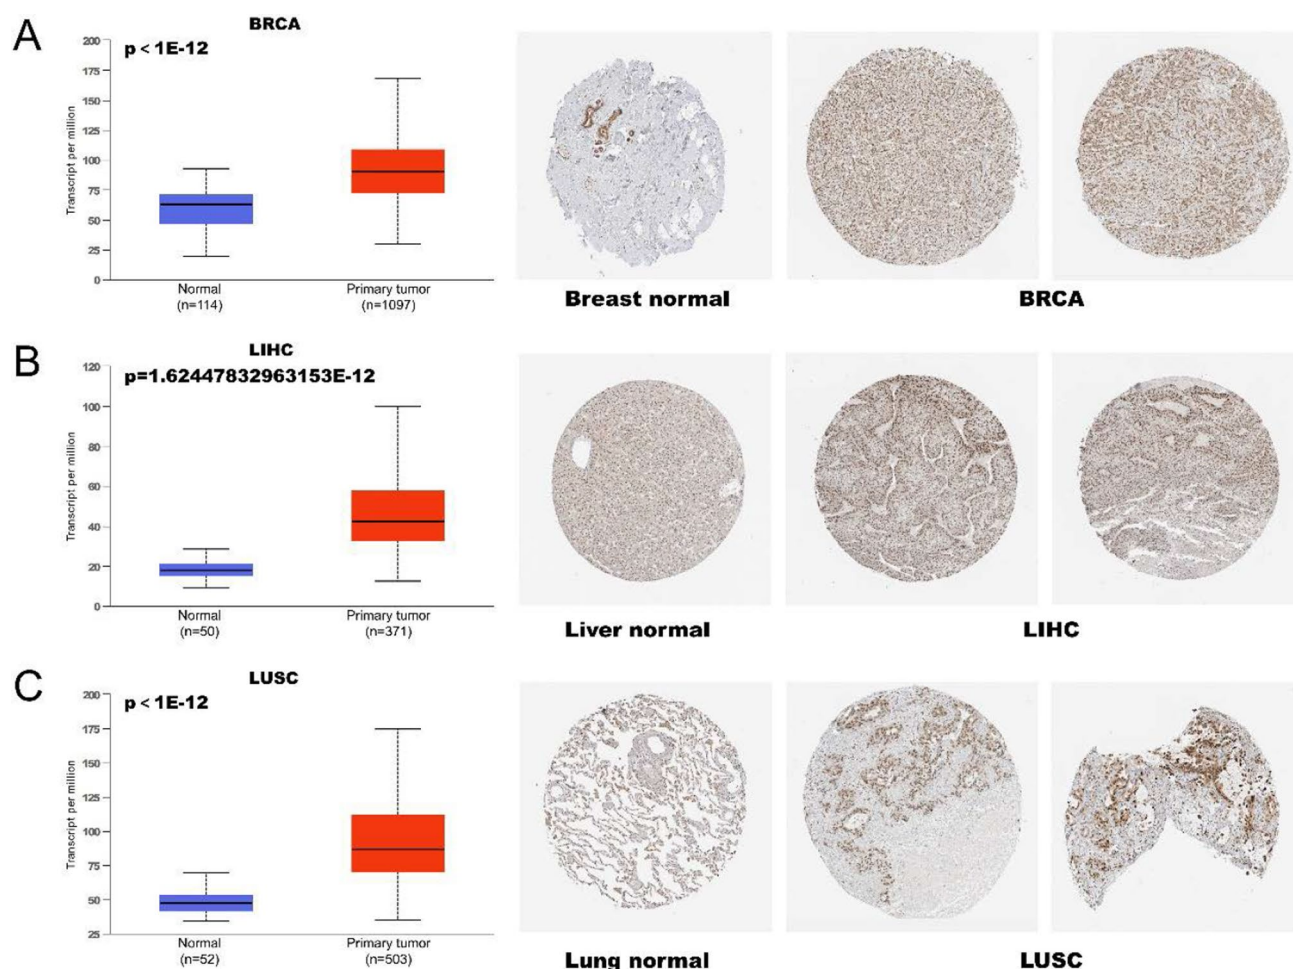 A
BRCA
p < 1E-12
200
175
150
125
100
75
50
25
0
Transcript per million
Normal
(n=114)
Primary tumor
(n=1097)
Breast normal
BRCA
B
LIHC
p=1.62447832963153E-12
120
100
80
60
40
20
0
Transcript per million
Normal
(n=50)
Primary tumor
(n=371)
Liver normal
LIHC
C
LUSC
p < 1E-12
200
175
150
125
100
75
50
25
Transcript per million
Normal
(n=52)
Primary tumor
(n=503)
Lung normal
LUSC